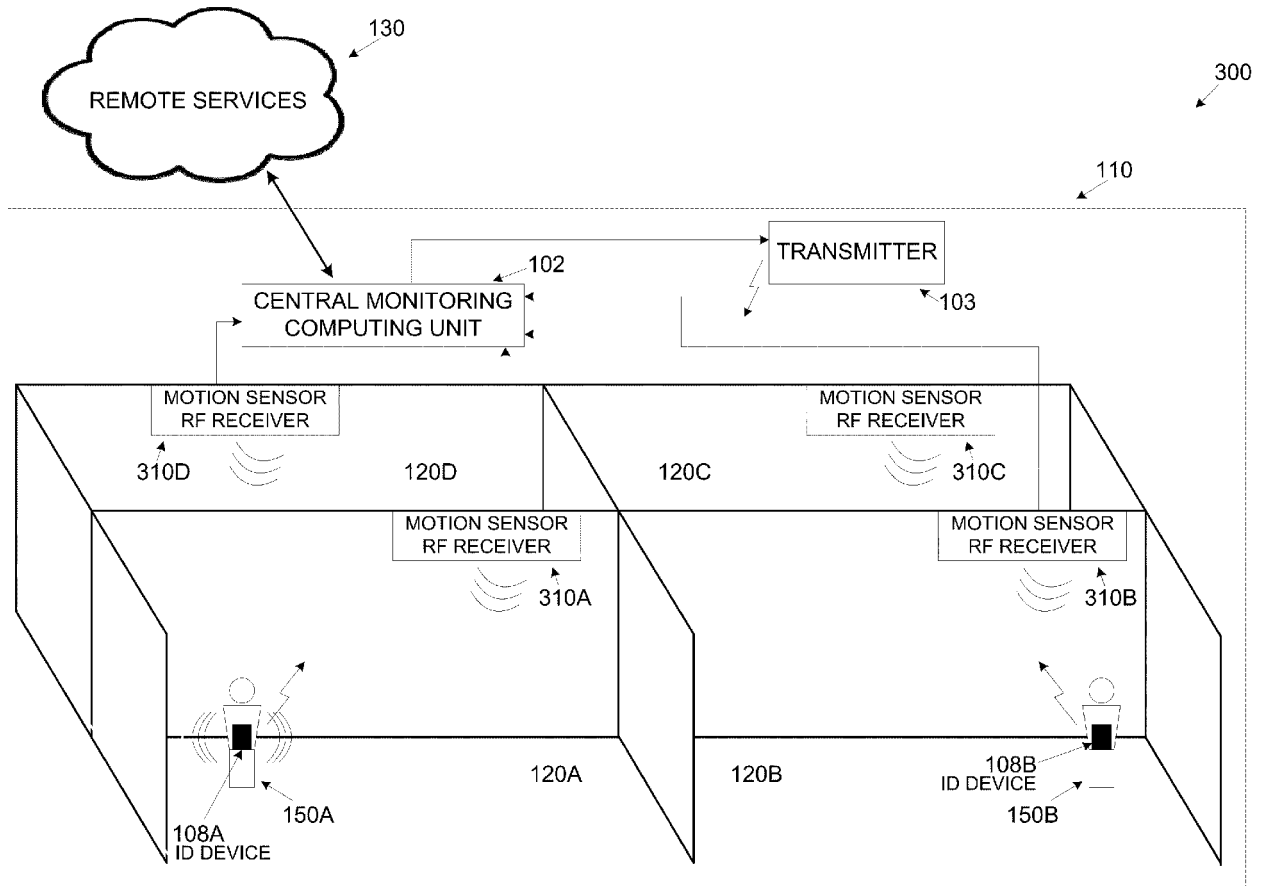 130
REMOTE SERVICES
300
110
TRANSMITTER
102
103
CENTRAL MONITORING
COMPUTING UNIT
MOTION SENSOR
RF RECEIVER
MOTION SENSOR
RF RECEIVER
310D
120D
120C
310C
MOTION SENSOR
RF RECEIVER
MOTION SENSOR
RF RECEIVER
310A
310B
120A
120B
108B
ID DEVICE
150A
150B
108A
ID DEVICE